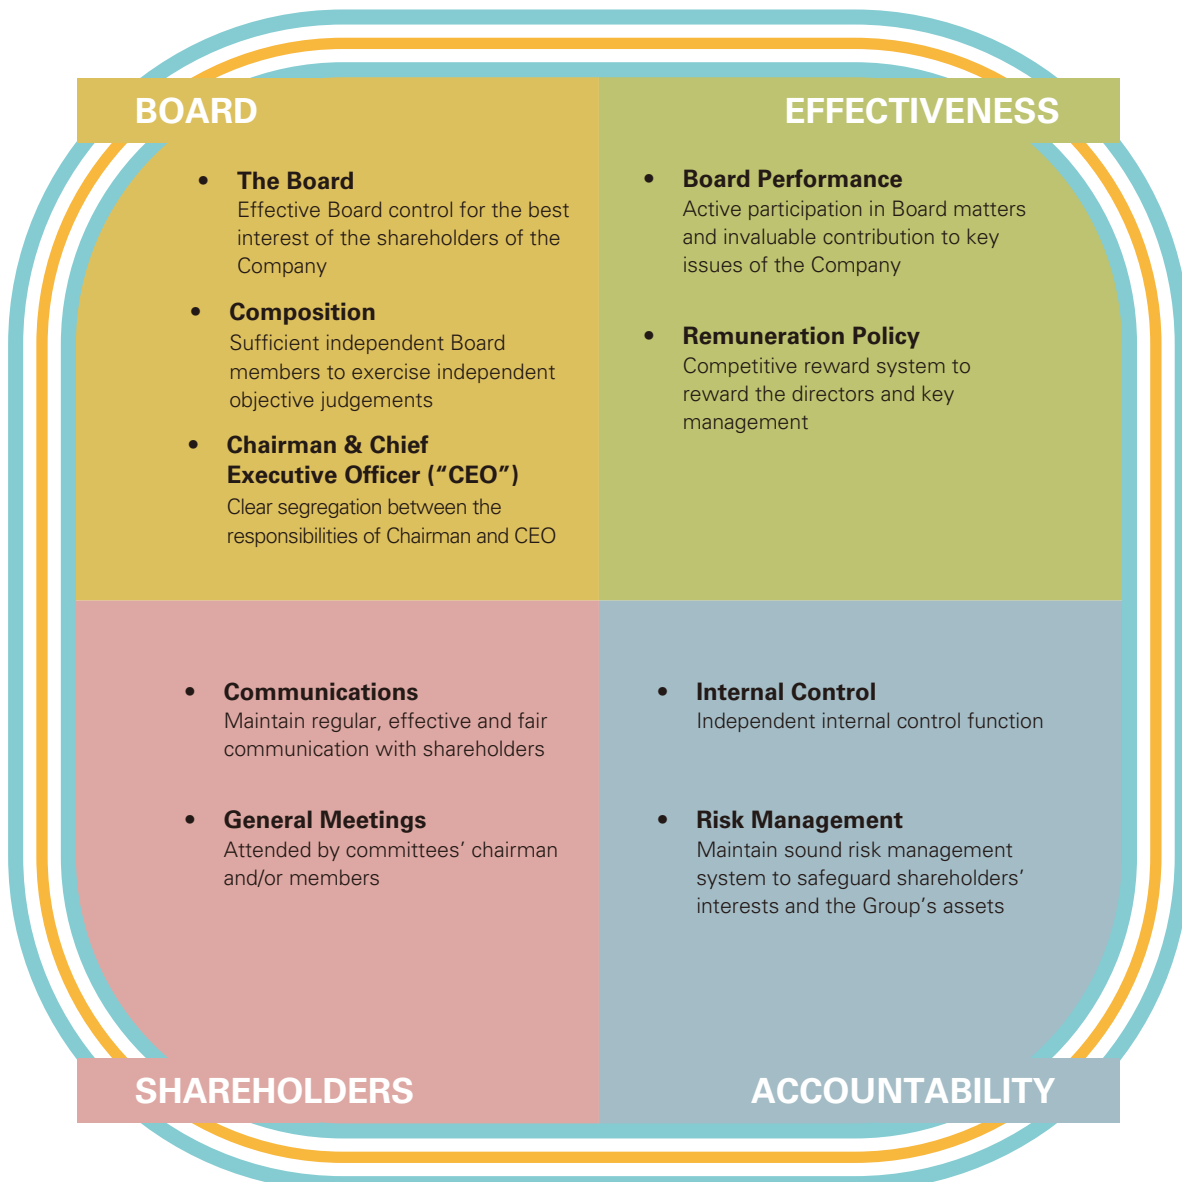 BOARD
• The Board
Effective Board control for the best
interest of the shareholders of the
Company
• Composition
Sufficient independent Board
members to exercise independent
objective judgements
• Chairman & Chief
Executive Officer (“CEO”)
Clear segregation between the
responsibilities of Chairman and CEO
EFFECTIVENESS
• Board Performance
Active participation in Board matters
and invaluable contribution to key
issues of the Company
• Remuneration Policy
Competitive reward system to
reward the directors and key
management
• Communications
Maintain regular, effective and fair
communication with shareholders
• General Meetings
Attended by committees’ chairman
and/or members
SHAREHOLDERS
• Internal Control
Independent internal control function
• Risk Management
Maintain sound risk management
system to safeguard shareholders’
interests and the Group’s assets
ACCOUNTABILITY